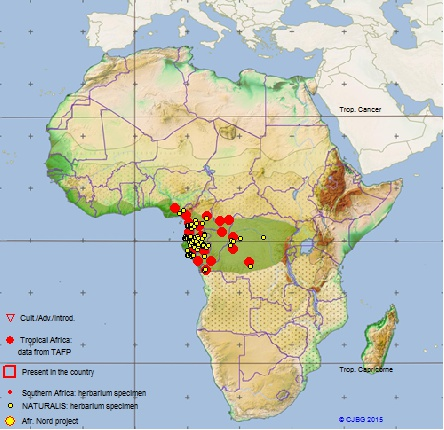 Trop. Cancer
Cult./Adv./Introd.
Tropical Africa:
data from TAFP
Present in the country
Trop. Capricorne
Southern Africa: herbarium specimen
NATURALIS: herbarium specimen
Afr. Nord project
© CJBG 2015